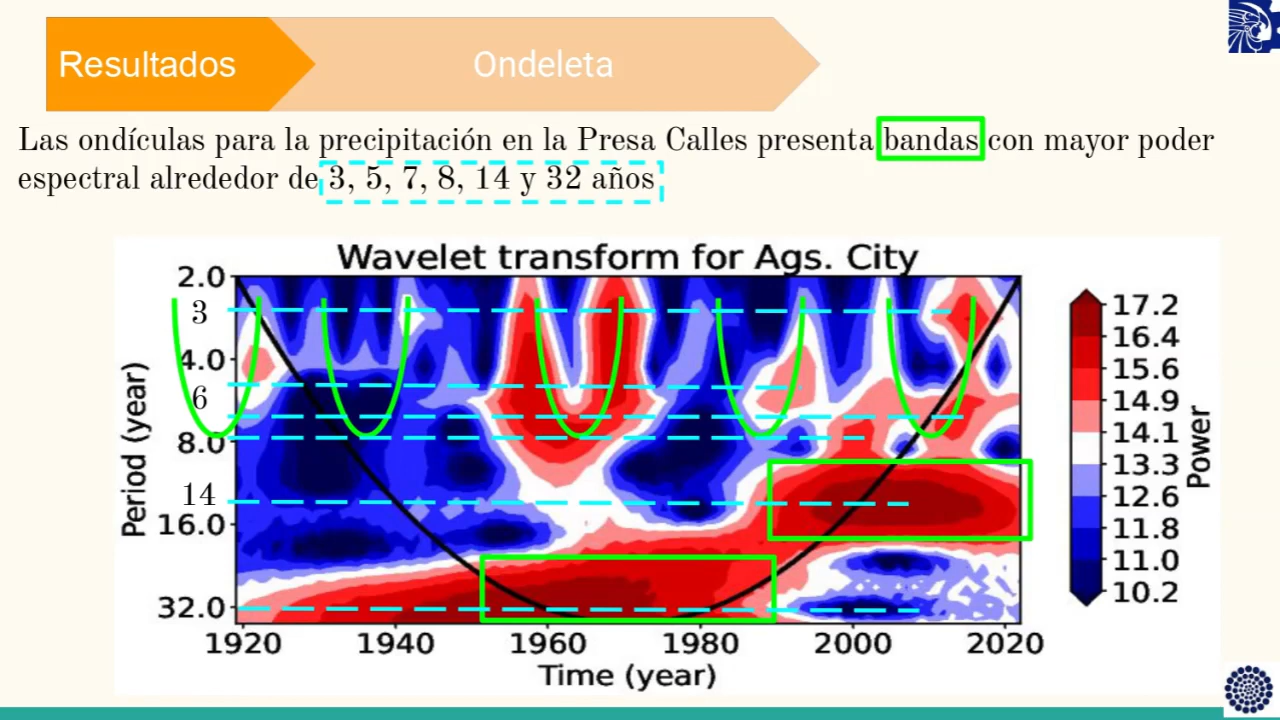 Resultados
Ondeleta
Las ondículas para la precipitación en la Presa Calles presenta bandas con mayor poder
espectral alrededor de 3, 5, 7, 8, 14 y 32 años
Wavelet transform for Ags. City
2.0
3
4.0
6
8.0
14
16.0
32.0
Period (year)
1920 1940 1960 1980 2000 2020
Time (year)
17.2
16.4
15.6
14.9
14.1
13.3
12.6
11.8
11.0
10.2
Power